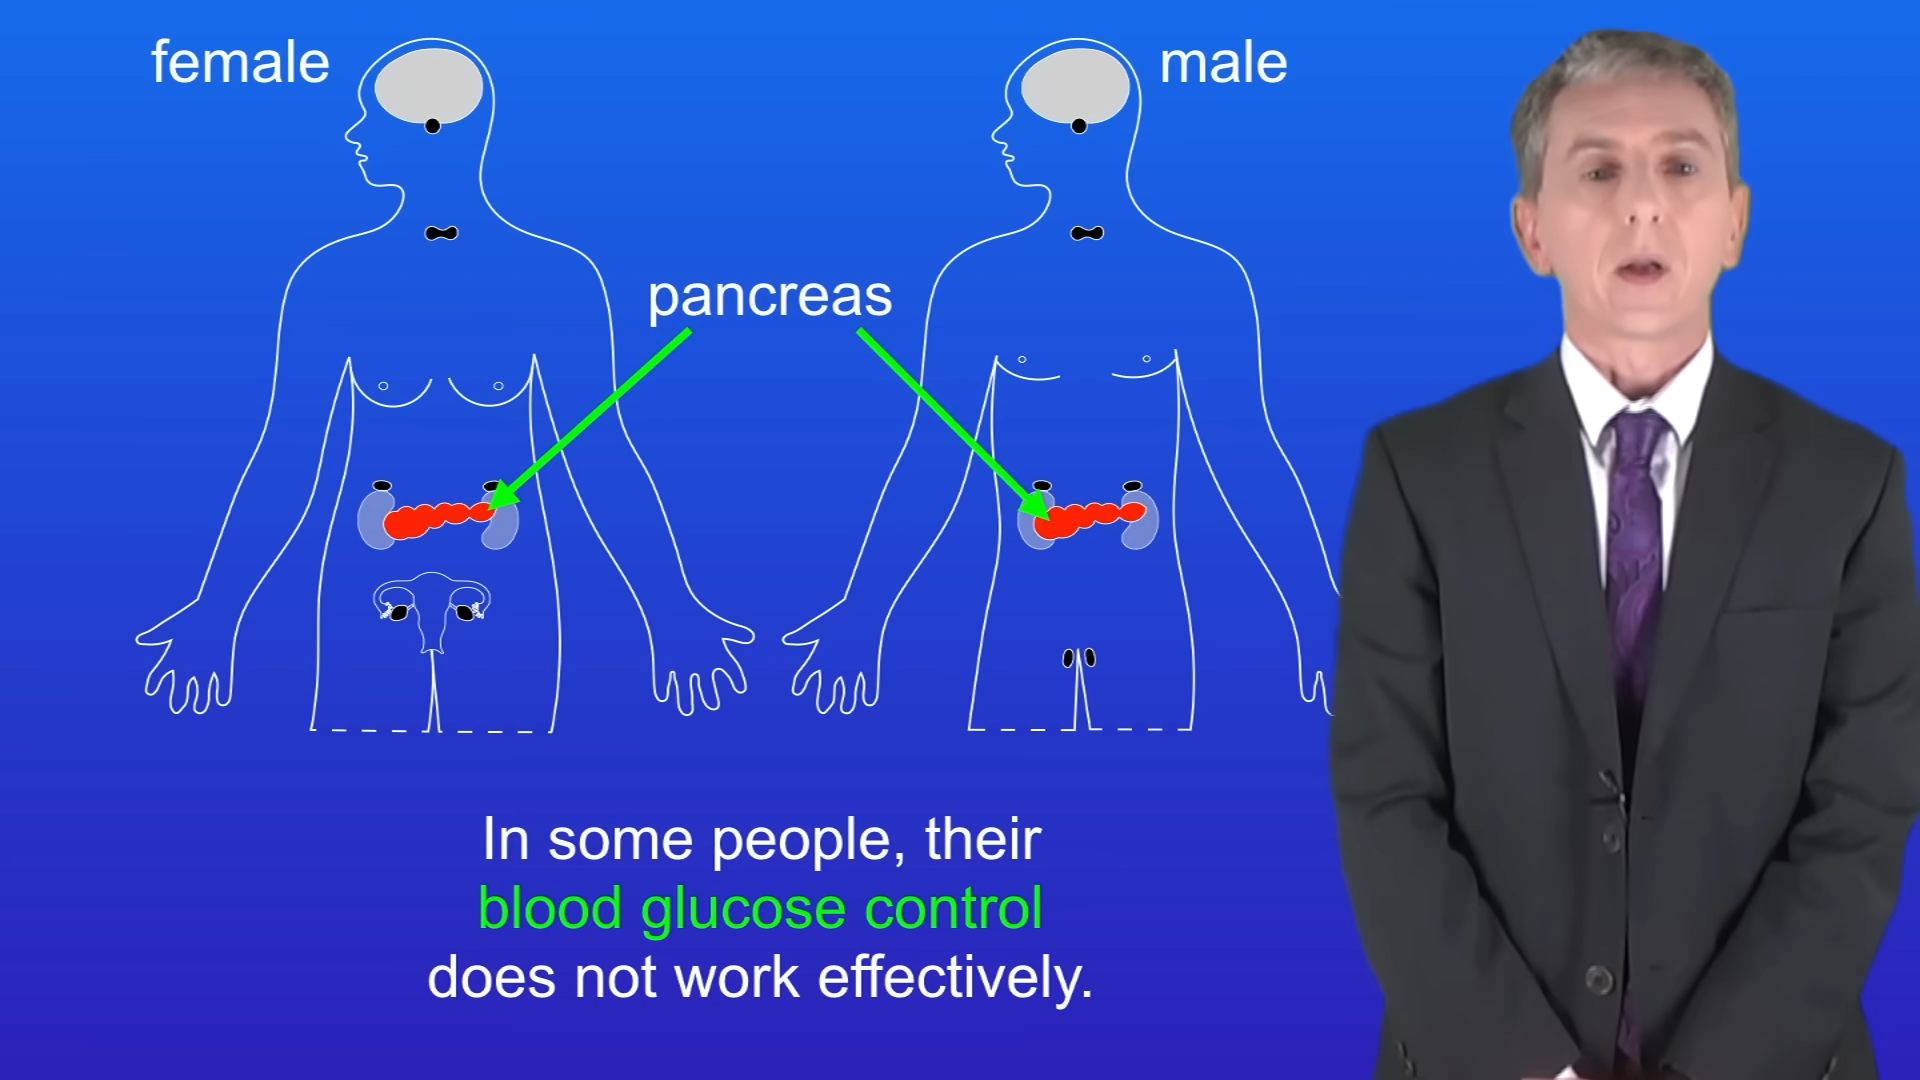 female
male
pancreas
In some people, their
blood glucose control
does not work effectively.